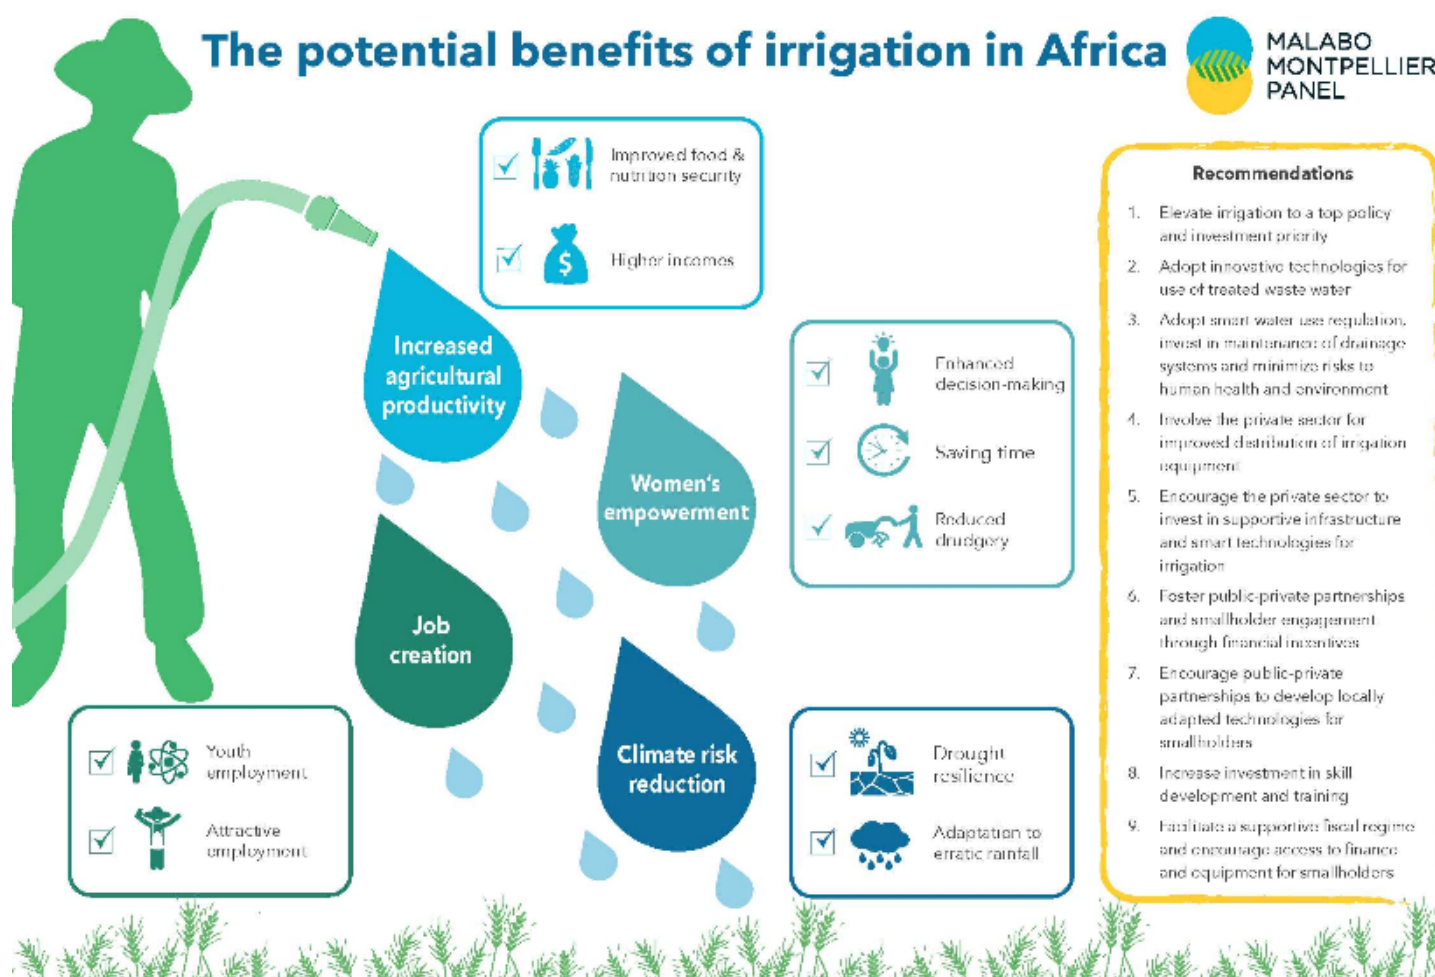 The potential benefits of irrigation in Africa
MALABO
MONTPELLIER
PANEL
Improved food &
nutrition security
Higher incomes
$
Increased
agricultural
productivity
Women's
empowerment
Enhanced
decision-making
Saving time
Reduced
drudgery
Job
creation
Youth
employment
Attractive
employment
Climate risk
reduction
Drought
resilience
Adaptation to
erratic rainfall
Recommendations
1. Elevate irrigation to a top policy
and investment priority
2. Adopt innovative technologies for
use of treated waste water
3. Adopt smart water use regulation,
invest in maintenance of drainage
systems and minimize risks to
human health and environment
4. Involve the private sector for
improved distribution of irrigation
equipment
5. Encourage the private sector to
invest in supportive infrastructure
and smart technologies for
irrigation
6. Foster public-private partnerships
and smallholder engagement
through financial incentives
7. Encourage public-private
partnerships to develop locally
adapted technologies for
smallholders
8. Increase investment in skill
development and training
9. Facilitate a supportive fiscal regime
and encourage access to finance
and equipment for smallholders